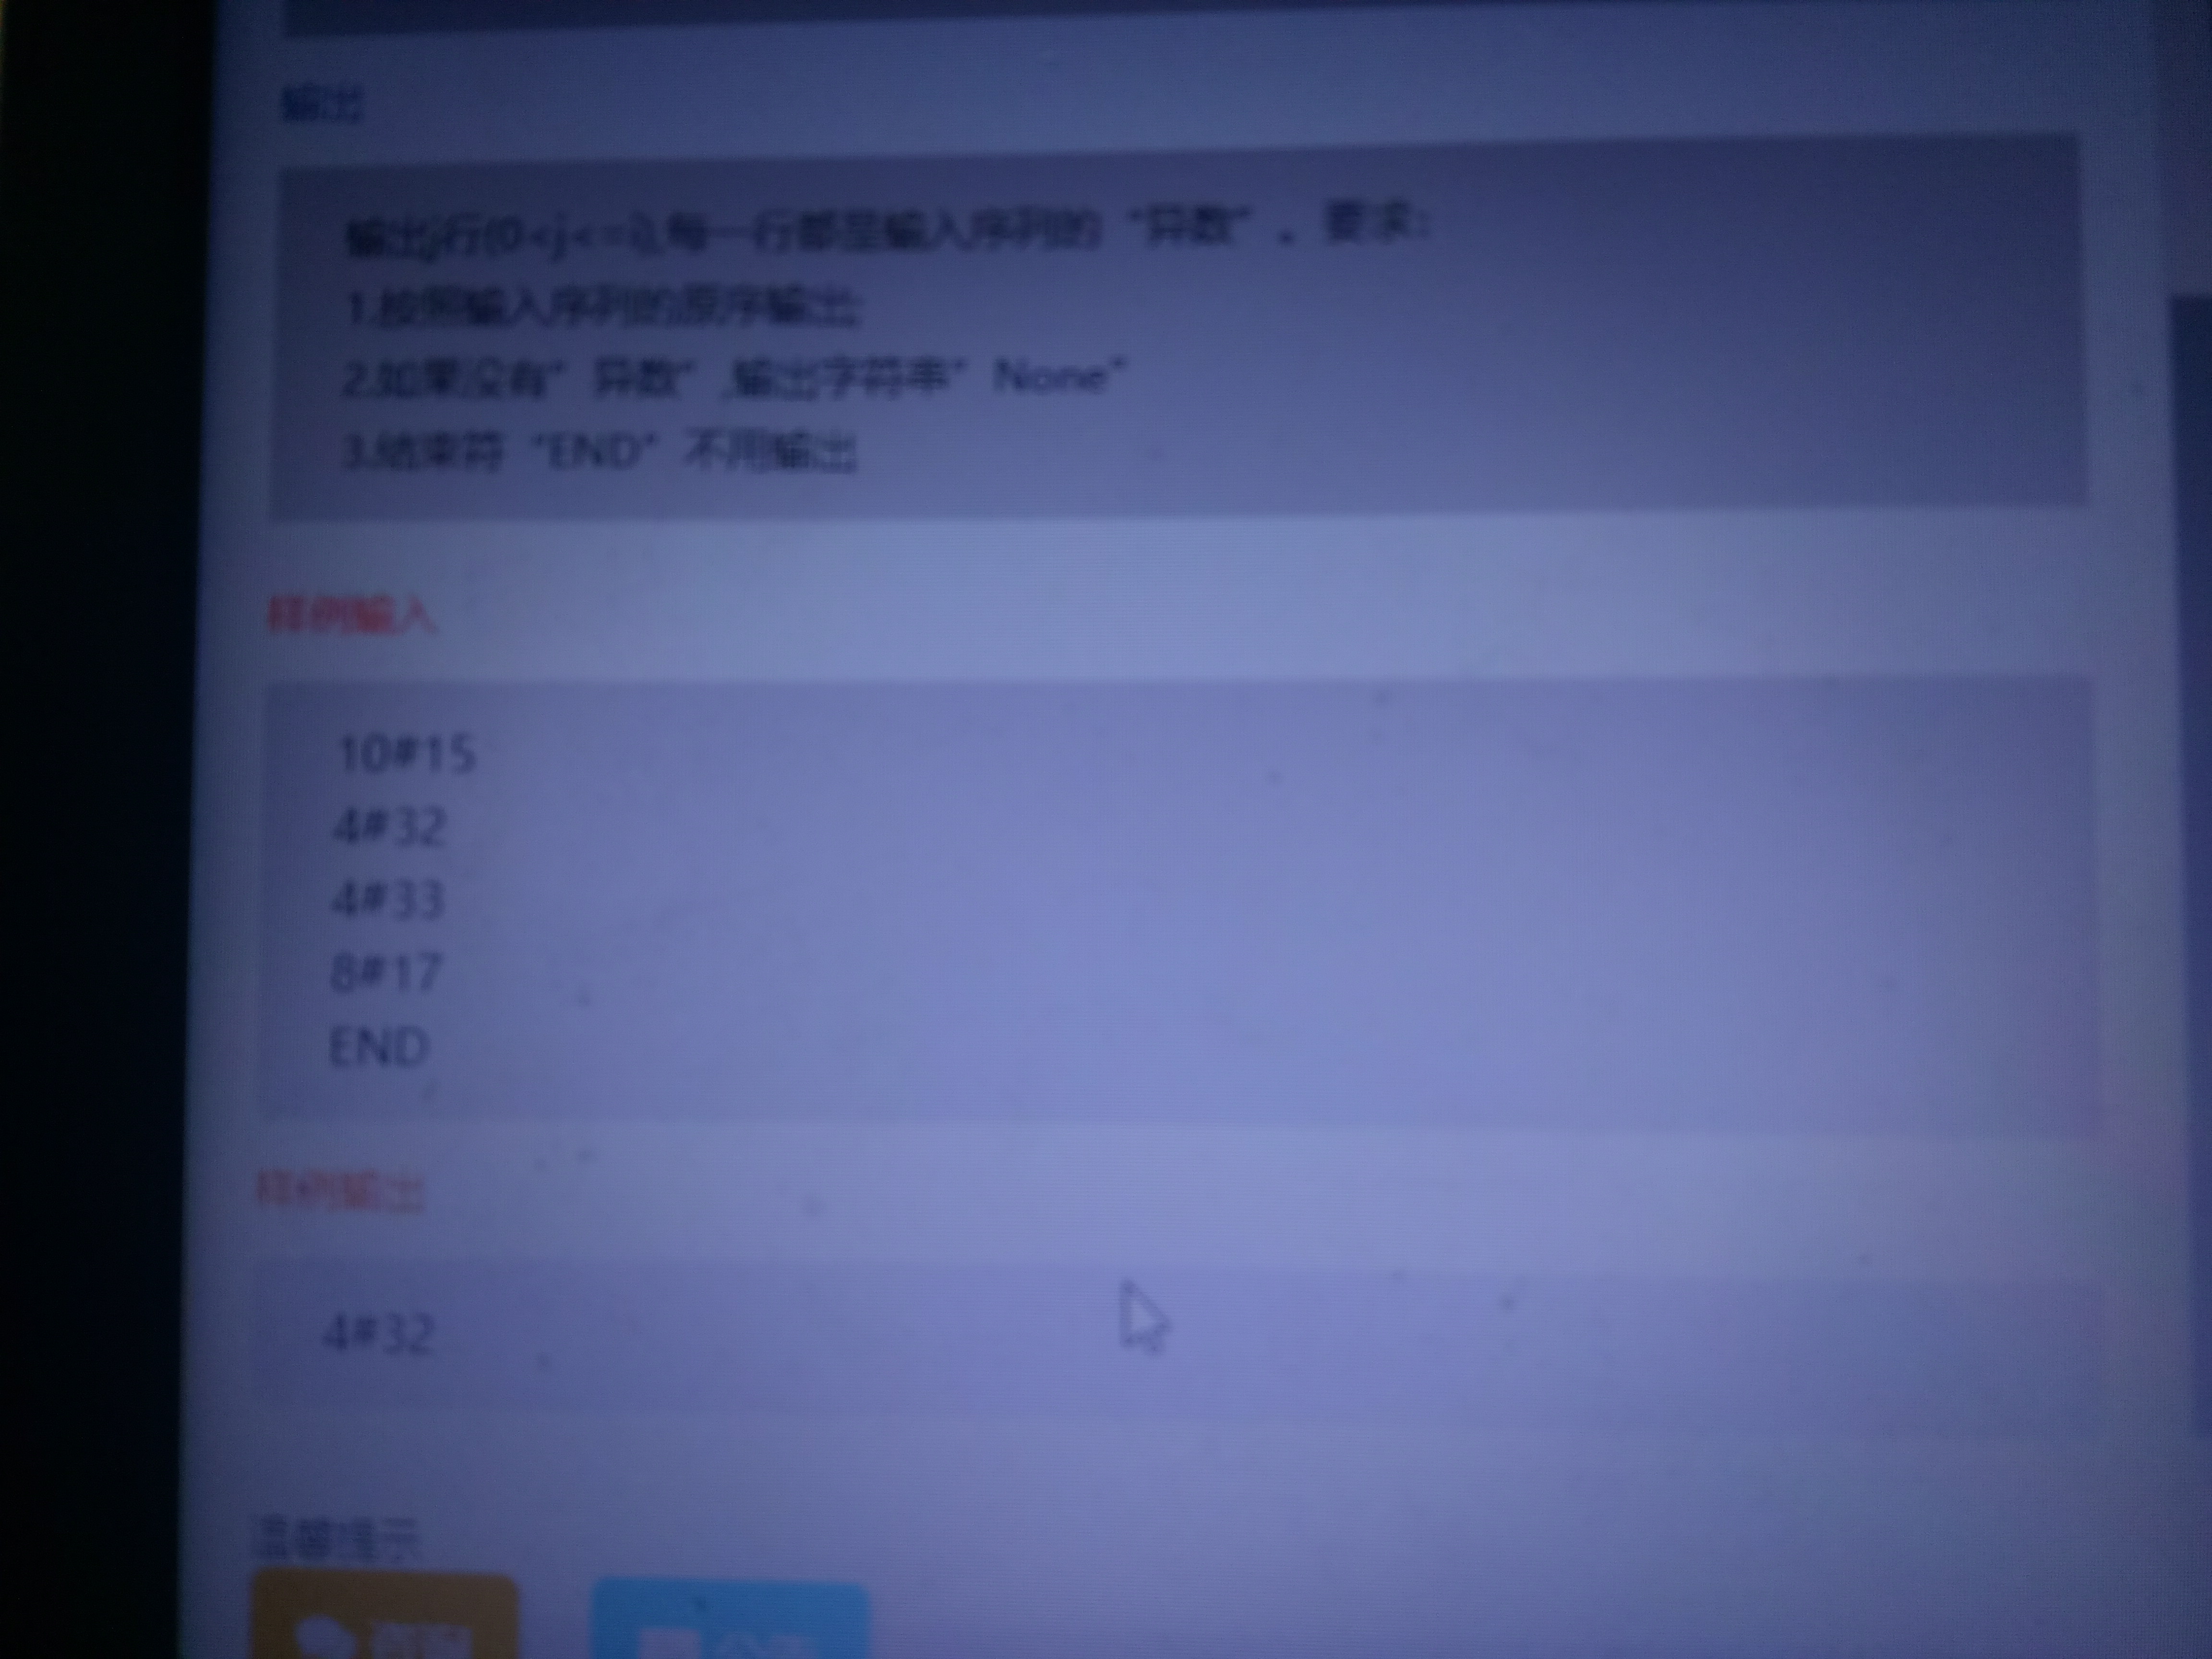 输出
输出j行(0<j<=i),每一行都是输入序列的“异数”。要求:
1.按照输入序列的原序输出;
2.如果没有”异数”,输出字符串”None”
3.结束符“END”不用输出
样例输入
10#15
4#32
4#33
8#17
END
样例输出
4#32
温馨提示